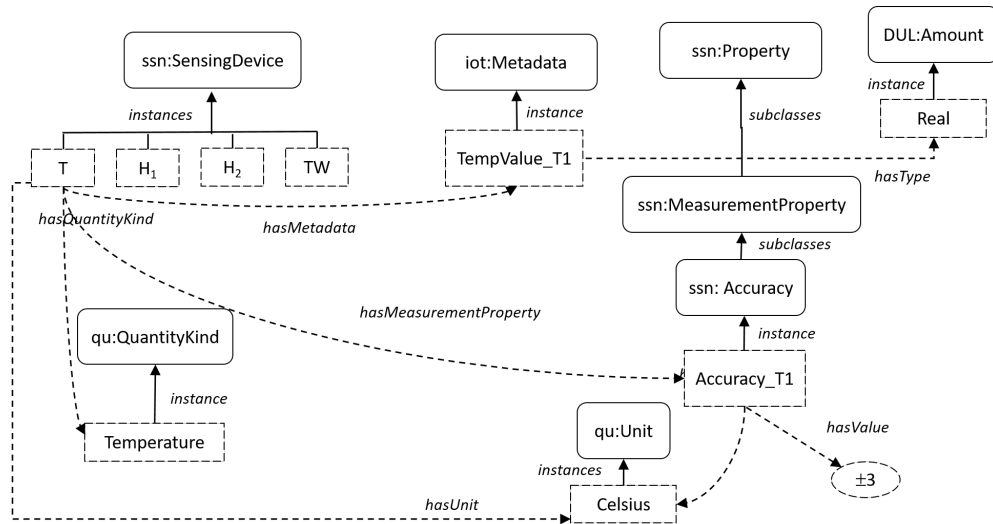 DUL:Amount
ssn:SensingDevice
iot:Metadata
ssn:Property
instances
instance
subclasses
instance
Real
T
H₁
H₂
TW
TempValue_T1
hasType
hasQuantityKind
hasMetadata
ssn:MeasurementProperty
subclasses
ssn: Accuracy
hasMeasurementProperty
instance
qu:QuantityKind
Accuracy_T1
instance
qu:Unit
hasValue
Temperature
instances
±3
hasUnit
Celsius